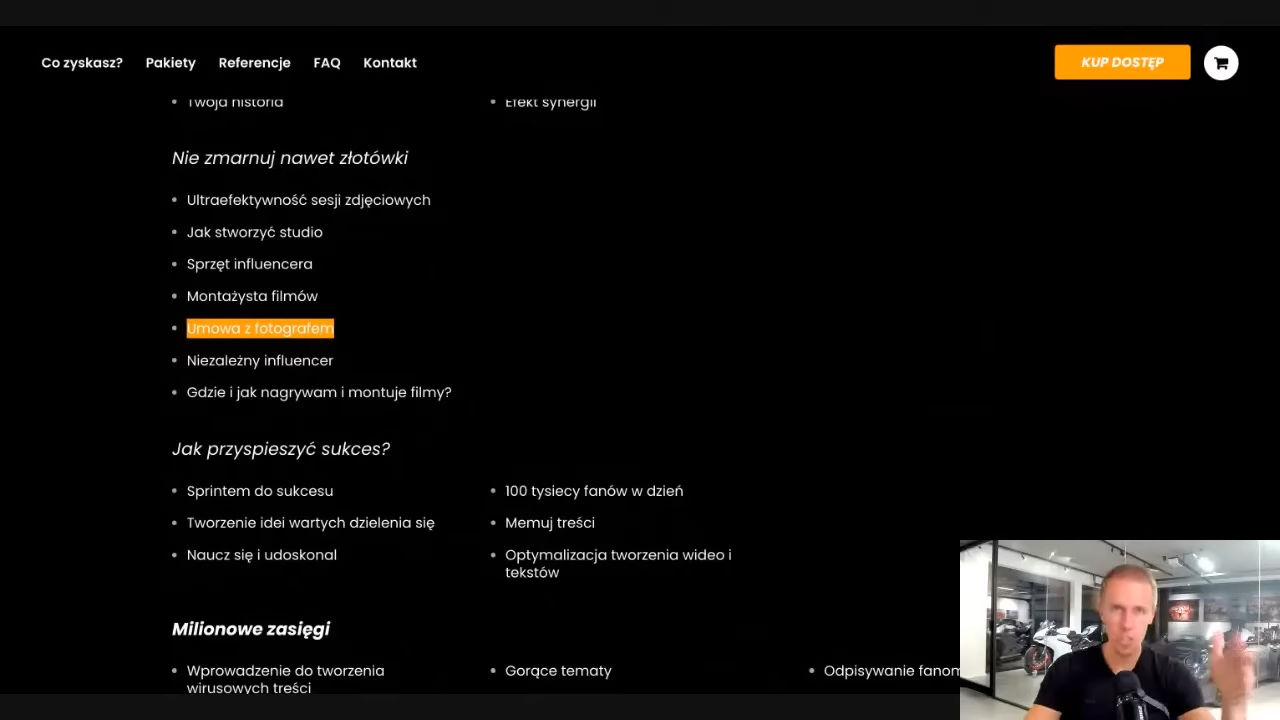 Co zyskasz? Pakiety Referencje FAQ Kontakt KUP DOSTĘP
Twoja historia
Efekt synergii
Nie zmarnuj nawet złotówki
Ultraefektywność sesji zdjęciowych
Jak stworzyć studio
Sprzęt influencera
Montażysta filmów
Umowa z fotografem
Niezależny influencer
Gdzie i jak nagrywam i montuje filmy?
Jak przyspieszyć sukces?
Sprintem do sukcesu
Tworzenie idei wartych dzielenia się
Naucz się i udoskonal
100 tysiecy fanów w dzień
Memuj treści
Optymalizacja tworzenia wideo i
tekstów
Milionowe zasięgi
Wprowadzenie do tworzenia
wirusowych treści
Gorące tematy
Odpisywanie fanom